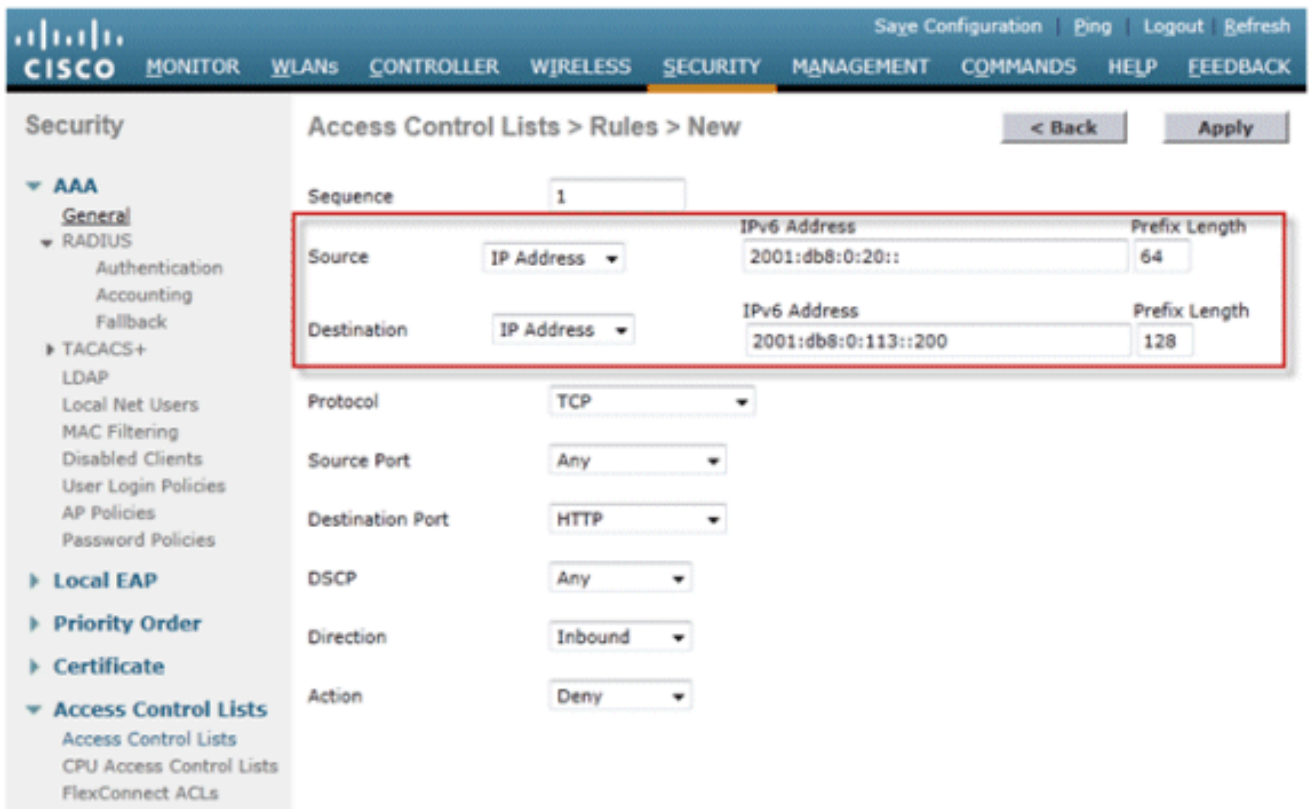 Save Configuration | Ping | Logout | Refresh
CISCO MONITOR WLANs CONTROLLER WIRELESS SECURITY MANAGEMENT COMMANDS HELP FEEDBACK
Security
AAA
General
RADIUS
Authentication
Accounting
Fallback
TACACS+
LDAP
Local Net Users
MAC Filtering
Disabled Clients
User Login Policies
AP Policies
Password Policies
Local EAP
Priority Order
Certificate
Access Control Lists
Access Control Lists
CPU Access Control Lists
FlexConnect ACLs
Access Control Lists > Rules > New
< Back Apply
Sequence 1
IPv6 Address Prefix Length
Source IP Address 2001:db8:0:20:: 64
IPv6 Address Prefix Length
Destination IP Address 2001:db8:0:113::200 128
Protocol TCP
Source Port Any
Destination Port HTTP
DSCP Any
Direction Inbound
Action Deny